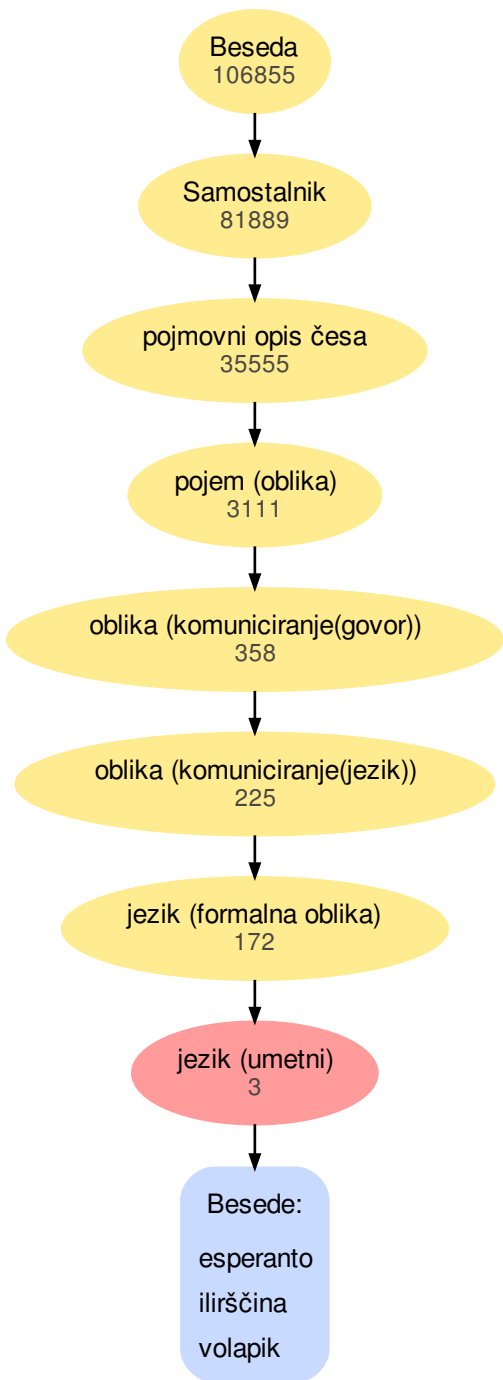 Beseda
106855
Samostalnik
81889
pojmovni opis česa
35555
pojem (oblika)
3111
oblika (komuniciranje(govor))
358
oblika (komuniciranje(jezik))
225
jezik (formalna oblika)
172
jezik (umetni)
3
Besede:
esperanto
ilirščina
volapik